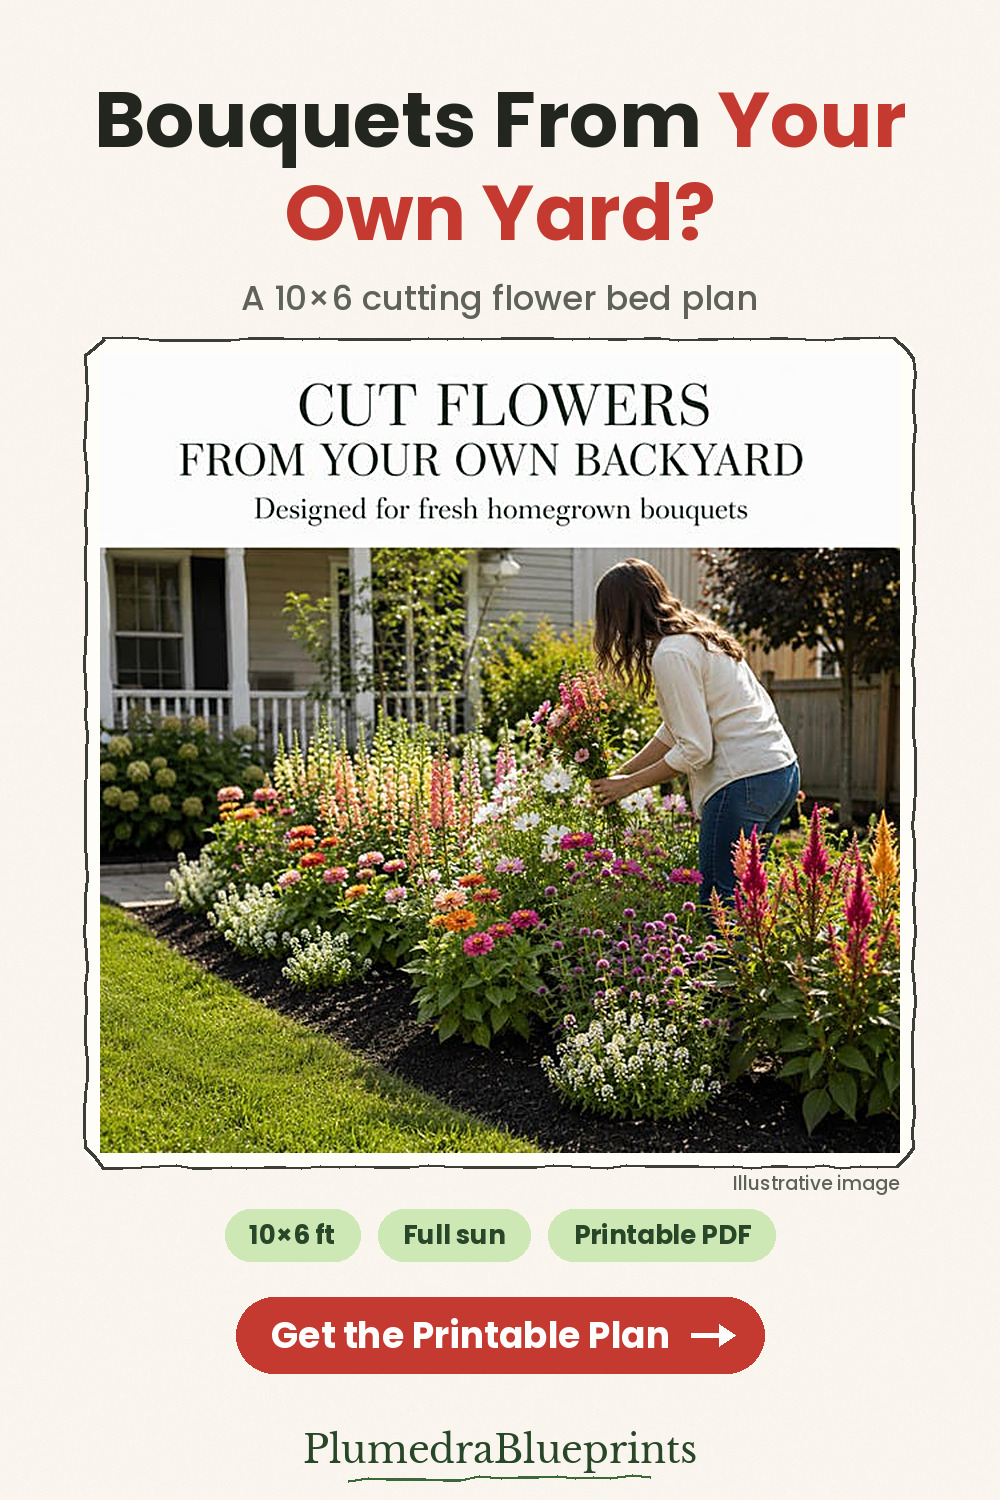 Bouquets From Your
Own Yard?
A 10×6 cutting flower bed plan
CUT FLOWERS
FROM YOUR OWN BACKYARD
Designed for fresh homegrown bouquets
Illustrative image
10×6 ft
Full sun
Printable PDF
Get the Printable Plan →
PlumedraBlueprints